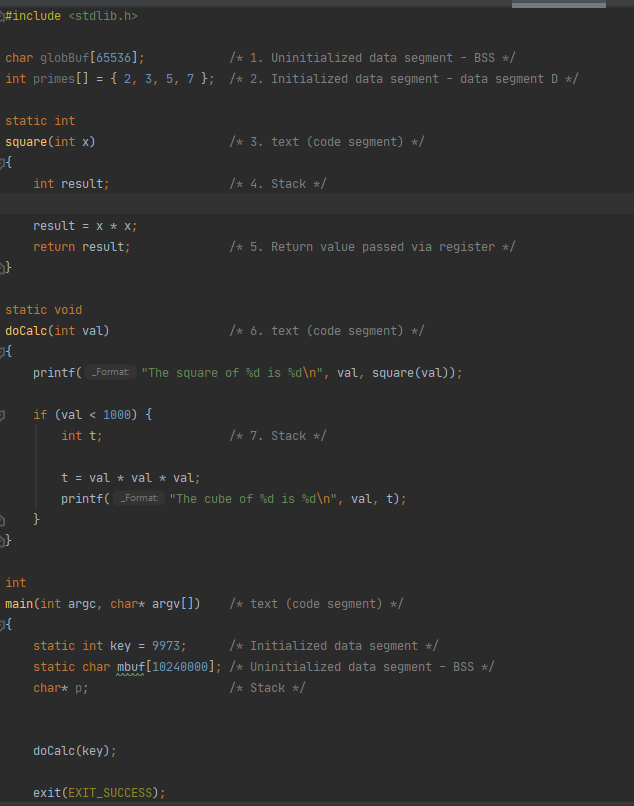 #include <stdlib.h>
char globBuf[65536]; /* 1. Uninitialized data segment - BSS */
int primes[] = { 2, 3, 5, 7 }; /* 2. Initialized data segment - data segment D */
static int
square(int x) /* 3. text (code segment) */
{
int result; /* 4. Stack */
result = x * x;
return result; /* 5. Return value passed via register */
}
static void
doCalc(int val) /* 6. text (code segment) */
{
printf( _Format: "The square of %d is %d\n", val, square(val));
if (val < 1000) {
int t; /* 7. Stack */
t = val * val * val;
printf( _Format: "The cube of %d is %d\n", val, t);
}
}
int
main(int argc, char* argv[]) /* text (code segment) */
{
static int key = 9973; /* Initialized data segment */
static char mbuf[10240000]; /* Uninitialized data segment - BSS */
char* p; /* Stack */
doCalc(key);
exit(EXIT_SUCCESS);